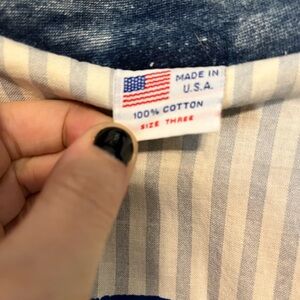 MADE IN
U.S.A.
100% COTTON
SIZE THREE